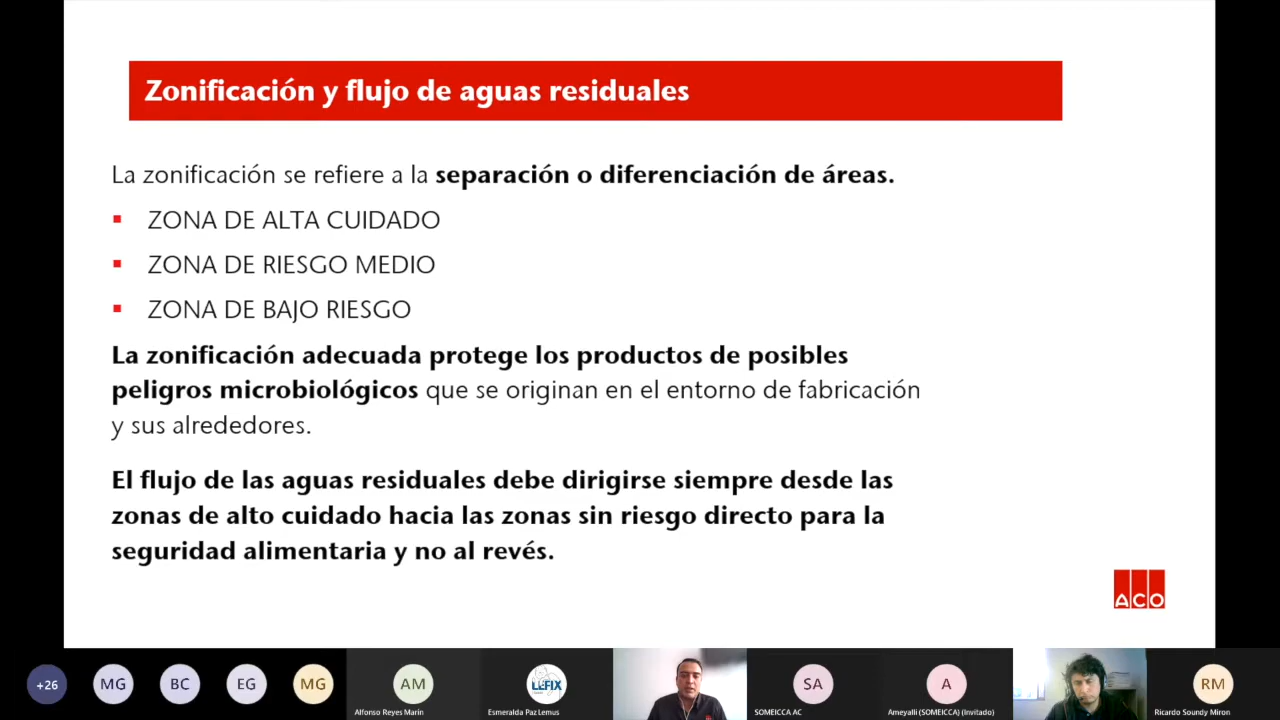 Zonificación y flujo de aguas residuales
La zonificación se refiere a la separación o diferenciación de áreas.
ZONA DE ALTA CUIDADO
ZONA DE RIESGO MEDIO
ZONA DE BAJO RIESGO
La zonificación adecuada protege los productos de posibles
peligros microbiológicos que se originan en el entorno de fabricación
y sus alrededores.
El flujo de las aguas residuales debe dirigirse siempre desde las
zonas de alto cuidado hacia las zonas sin riesgo directo para la
seguridad alimentaria y no al revés.
ACO
+26
MG
BC
EG
MG
AM
LEFIX
SA
A
RM
Alfonso Reyes Marín
Esmeralda Paz Lemus
SOMEICCA AC
Ameyalli (SOMEICCA) (Invitado)
Ricardo Soundy Miron